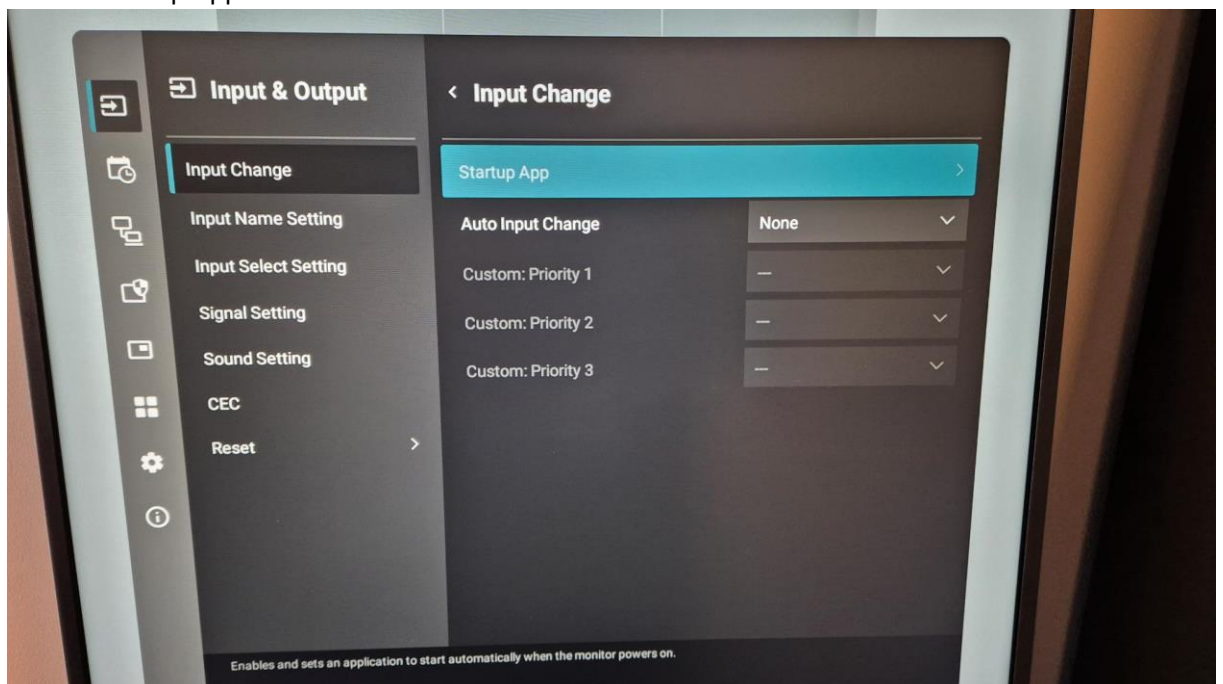 Input & Output
Input Change
Input Name Setting
Input Select Setting
Signal Setting
Sound Setting
CEC
Reset
Input Change
Startup App
Auto Input Change None
Custom: Priority 1 —
Custom: Priority 2 —
Custom: Priority 3 —
Enables and sets an application to start automatically when the monitor powers on.